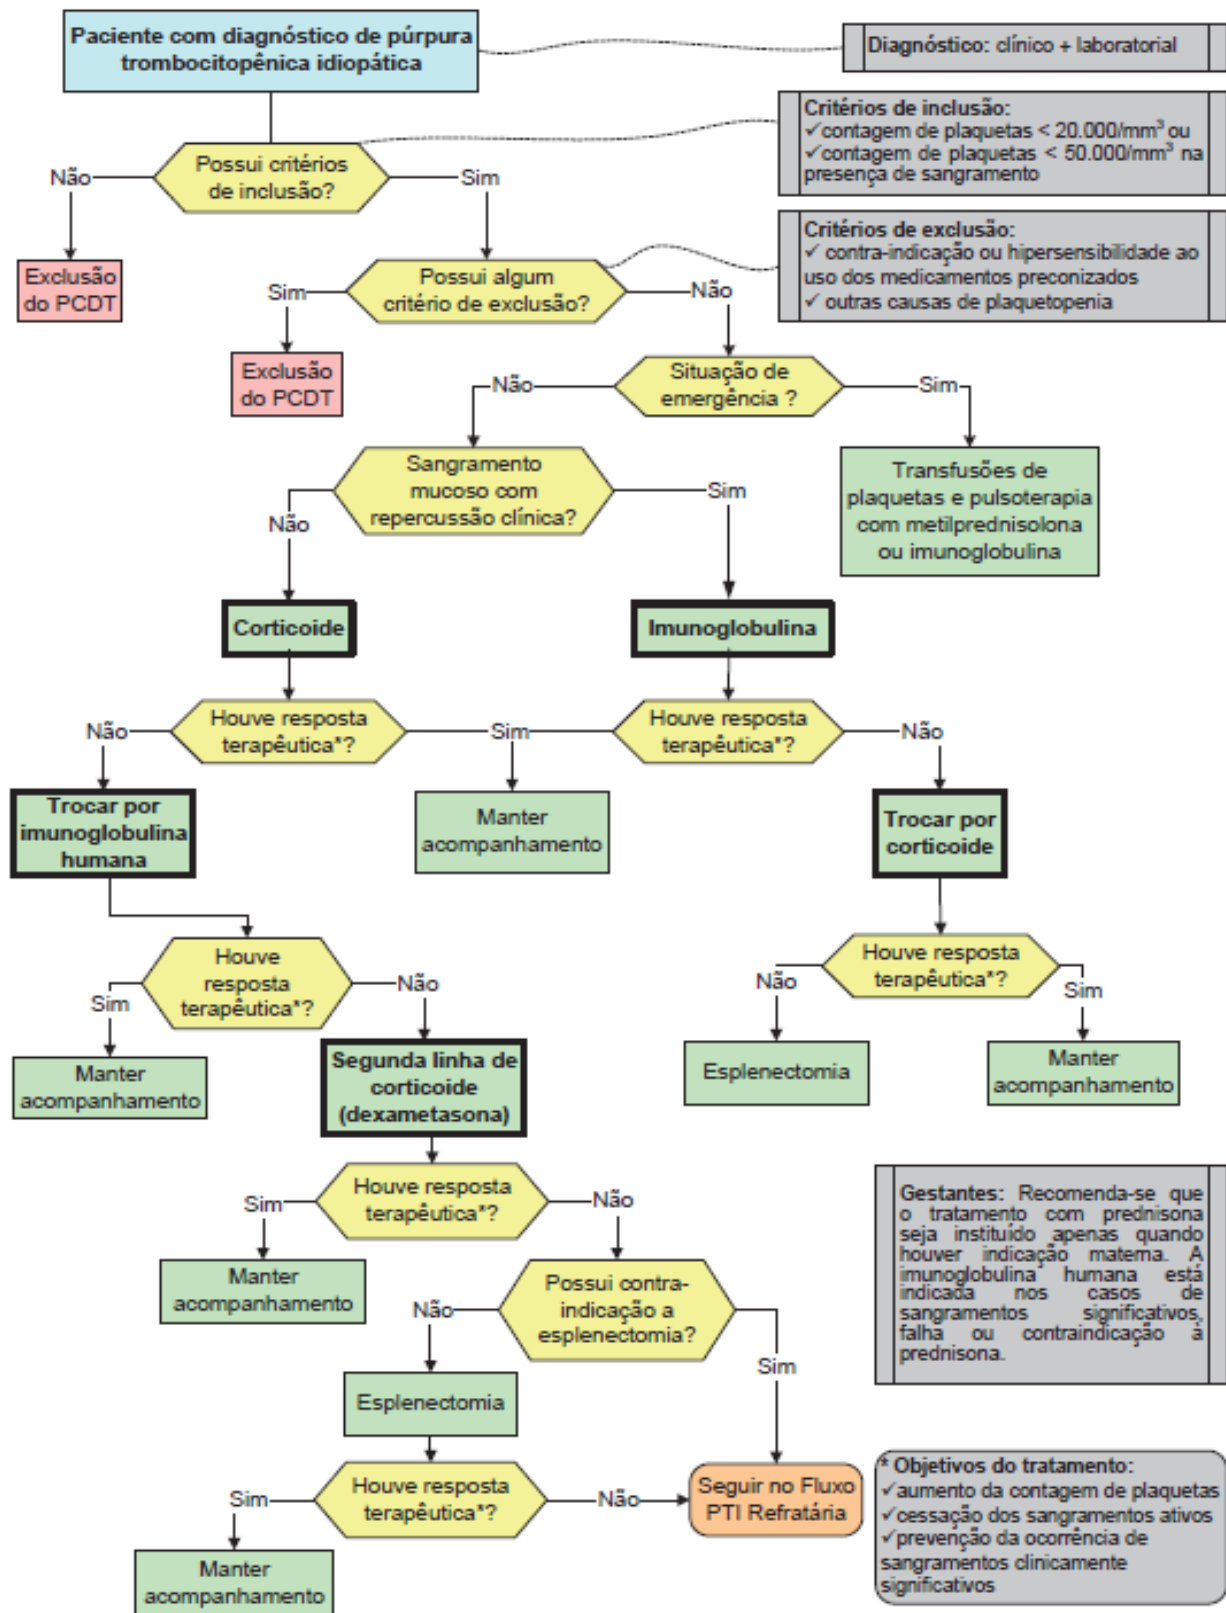 Paciente com diagnóstico de púrpura
trombocitopênica idiopática
Diagnóstico: clínico + laboratorial
Critérios de inclusão:
✓contagem de plaquetas < 20.000/mm³ ou
✓contagem de plaquetas < 50.000/mm³ na
presença de sangramento
Possui critérios
de inclusão?
Não
Sim
Critérios de exclusão:
✓ contra-indicação ou hipersensibilidade ao
uso dos medicamentos preconizados
✓ outras causas de plaquetopenia
Exclusão
do PCDT
Possui algum
critério de exclusão?
Sim
Não
Exclusão
do PCDT
Situação de
emergência ?
Não
Sim
Sangramento
mucoso com
repercussão clínica?
Não
Sim
Transfusões de
plaquetas e pulsoterapia
com metilprednisolona
ou imunoglobulina
Corticoide
Imunoglobulina
Houve resposta
terapêutica*?
Não
Sim
Houve resposta
terapêutica*?
Não
Trocar por
imunoglobulina
humana
Manter
acompanhamento
Trocar por
corticoide
Houve
resposta
terapêutica*?
Sim
Não
Houve resposta
terapêutica*?
Não
Sim
Manter
acompanhamento
Segunda linha de
corticoide
(dexametasona)
Esplenectomia
Manter
acompanhamento
Houve resposta
terapêutica*?
Sim
Não
Gestantes: Recomenda-se que
o tratamento com prednisona
seja instituído apenas quando
houver indicação materna. A
imunoglobulina humana está
indicada nos casos de
sangramentos significativos,
falha ou contraindicação à
prednisona.
Manter
acompanhamento
Possui contra-
indicação a
esplenectomia?
Não
Sim
Esplenectomia
Houve resposta
terapêutica*?
Sim
Não
Seguir no Fluxo
PTI Refratária
* Objetivos do tratamento:
✓aumento da contagem de plaquetas
✓cessação dos sangramentos ativos
✓prevenção da ocorrência de
sangramentos clinicamente
significativos
Manter
acompanhamento